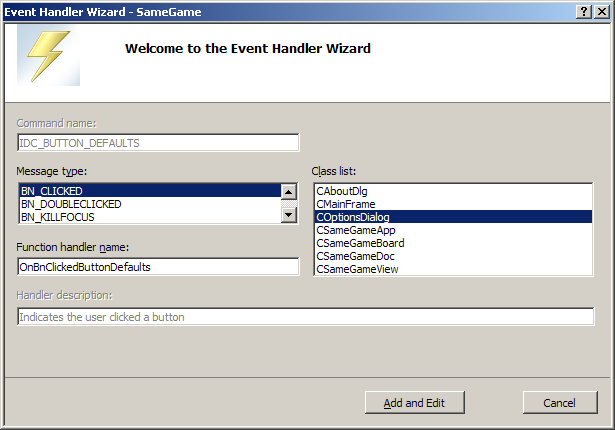 Event Handler Wizard - SameGame
Welcome to the Event Handler Wizard
Command name:
IDC_BUTTON_DEFAULTS
Message type:
BN_CLICKED
BN_DOUBLECLICKED
BN_KILLFOCUS
Class list:
CAboutDlg
CMainFrame
COptionsDialog
CSameGameApp
CSameGameBoard
CSameGameDoc
CSameGameView
Function handler name:
OnBnClickedButtonDefaults
Handler description:
Indicates the user clicked a button
Add and Edit
Cancel